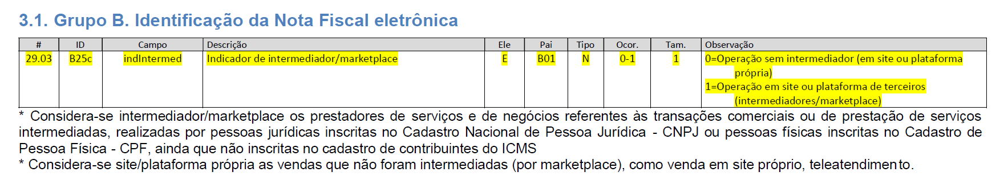 3.1. Grupo B. Identificação da Nota Fiscal eletrônica
# ID Campo Descrição Ele Pai Tipo Ocor. Tam. Observação
29.03 B25c indIntermed Indicador de intermediador/marketplace E B01 N 0-1 1 0=Operação sem intermediador (em site ou plataforma
própria)
1=Operação em site ou plataforma de terceiros
(intermediadores/marketplace)
* Considera-se intermediador/marketplace os prestadores de serviços e de negócios referentes às transações comerciais ou de prestação de serviços
intermediadas, realizadas por pessoas jurídicas inscritas no Cadastro Nacional de Pessoa Jurídica - CNPJ ou pessoas físicas inscritas no Cadastro de
Pessoa Física - CPF, ainda que não inscritas no cadastro de contribuintes do ICMS
* Considera-se site/plataforma própria as vendas que não foram intermediadas (por marketplace), como venda em site próprio, teleatendimento.